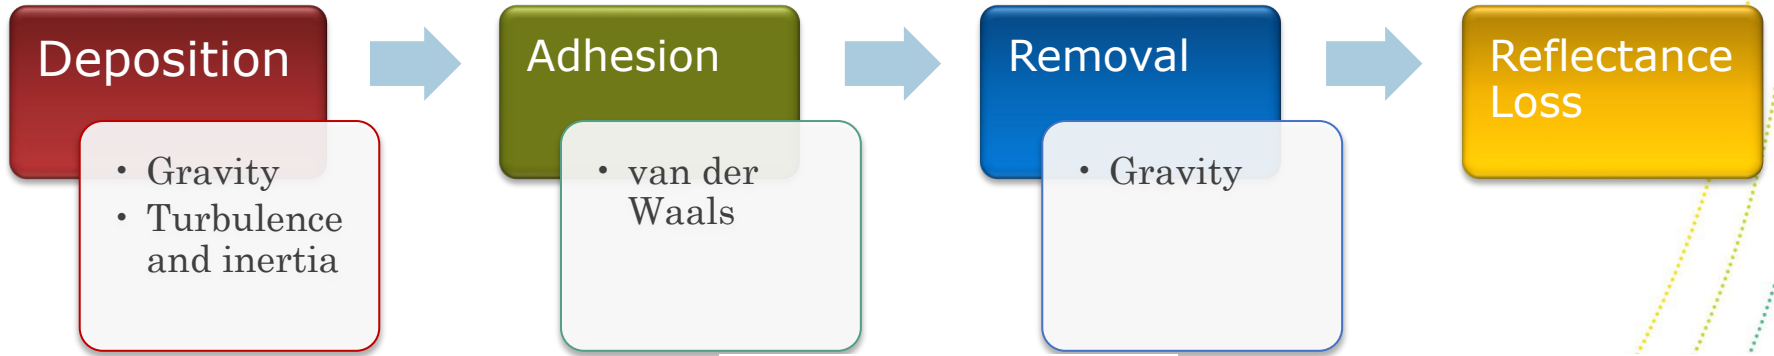 Deposition
• Gravity
• Turbulence
and inertia
Adhesion
• van der
Waals
Removal
• Gravity
Reflectance
Loss